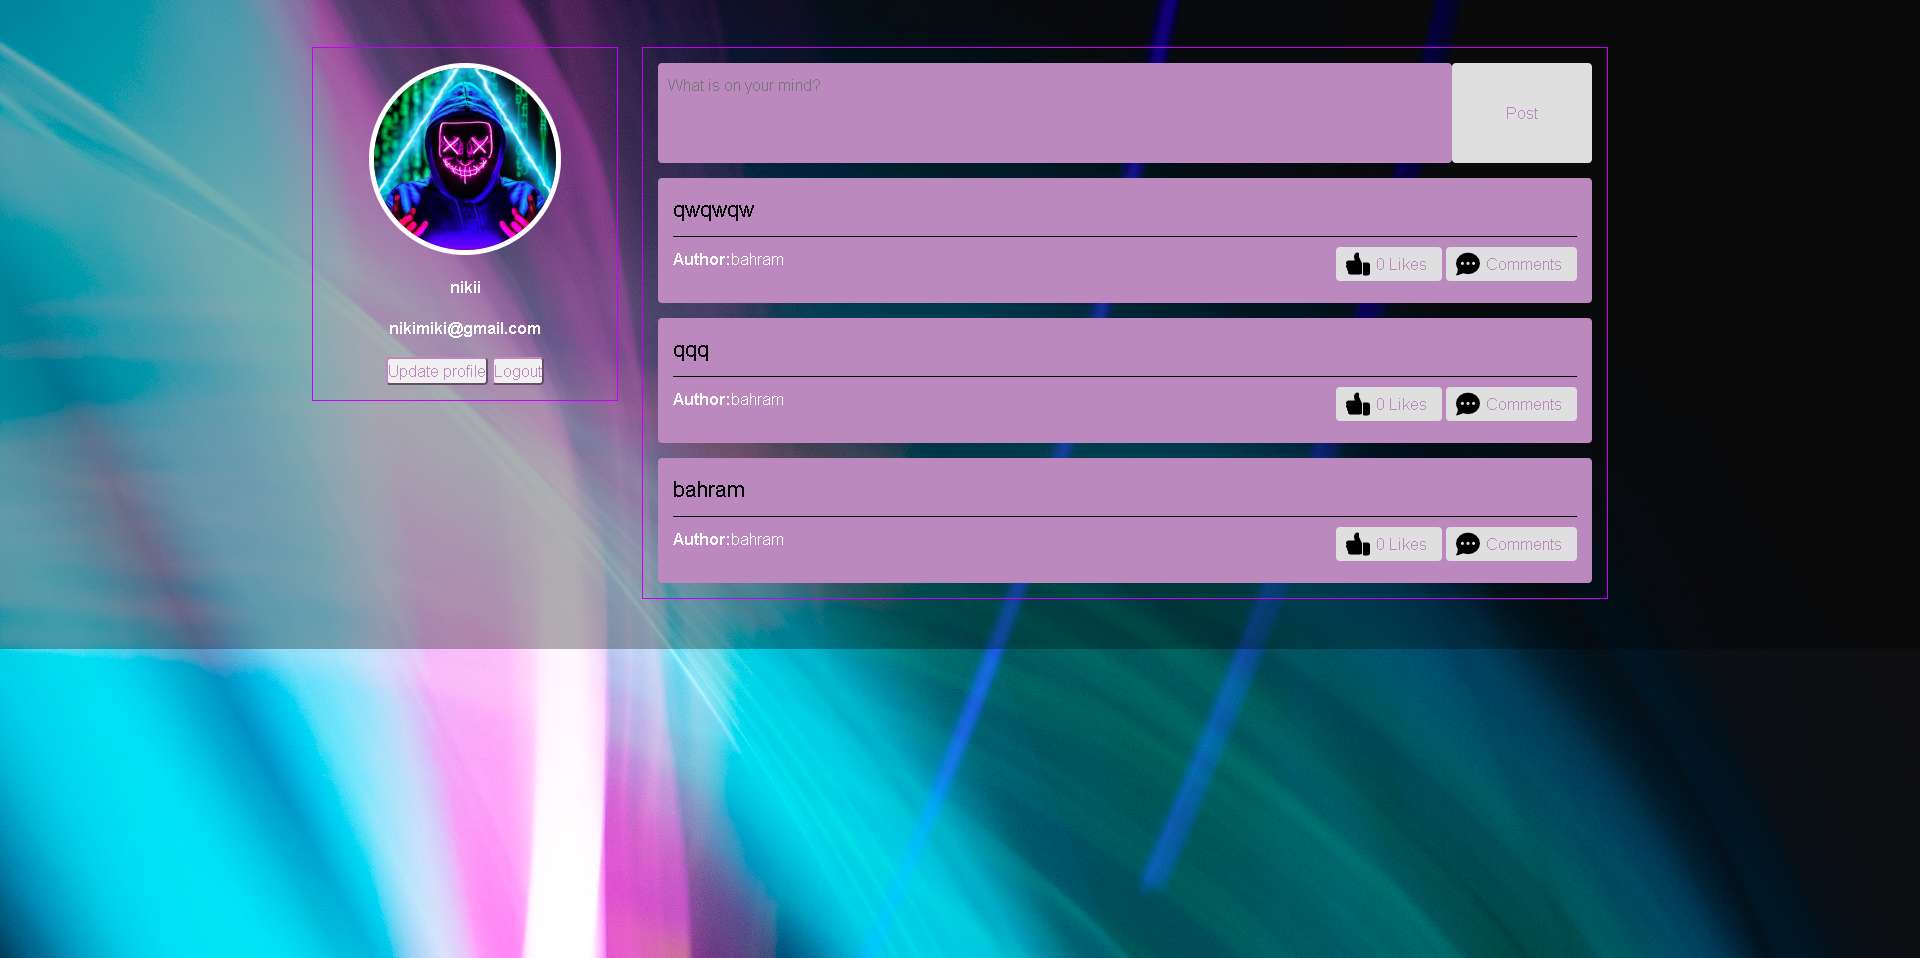 nikii
nikimiki@gmail.com
Update profile Logout
What is on your mind?
Post
qwqwqw
Author:bahram
0 Likes Comments
qqq
Author:bahram
0 Likes Comments
bahram
Author:bahram
0 Likes Comments